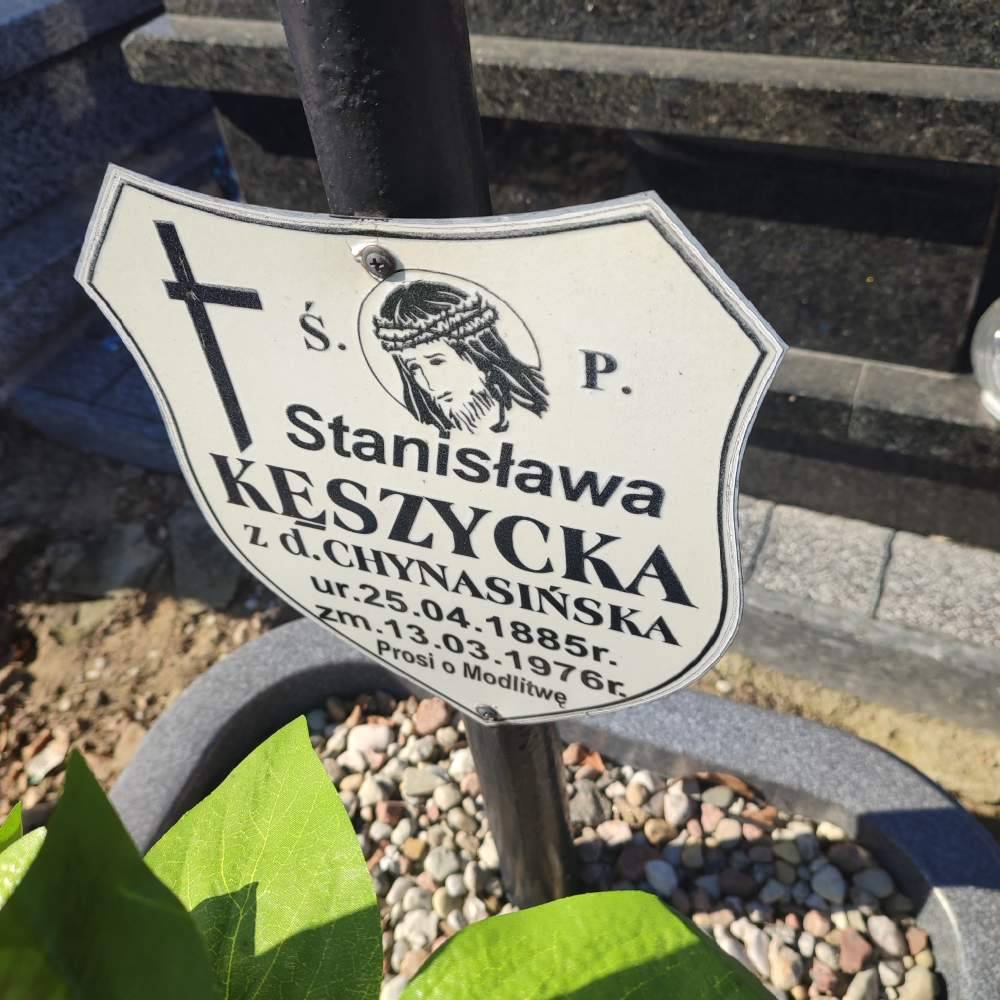 Ś. P.
Stanisława
KĘSZYCKA
z d.CHYNASIŃSKA
ur.25.04.1885r.
zm.13.03.1976r.
Prosi o Modlitwę